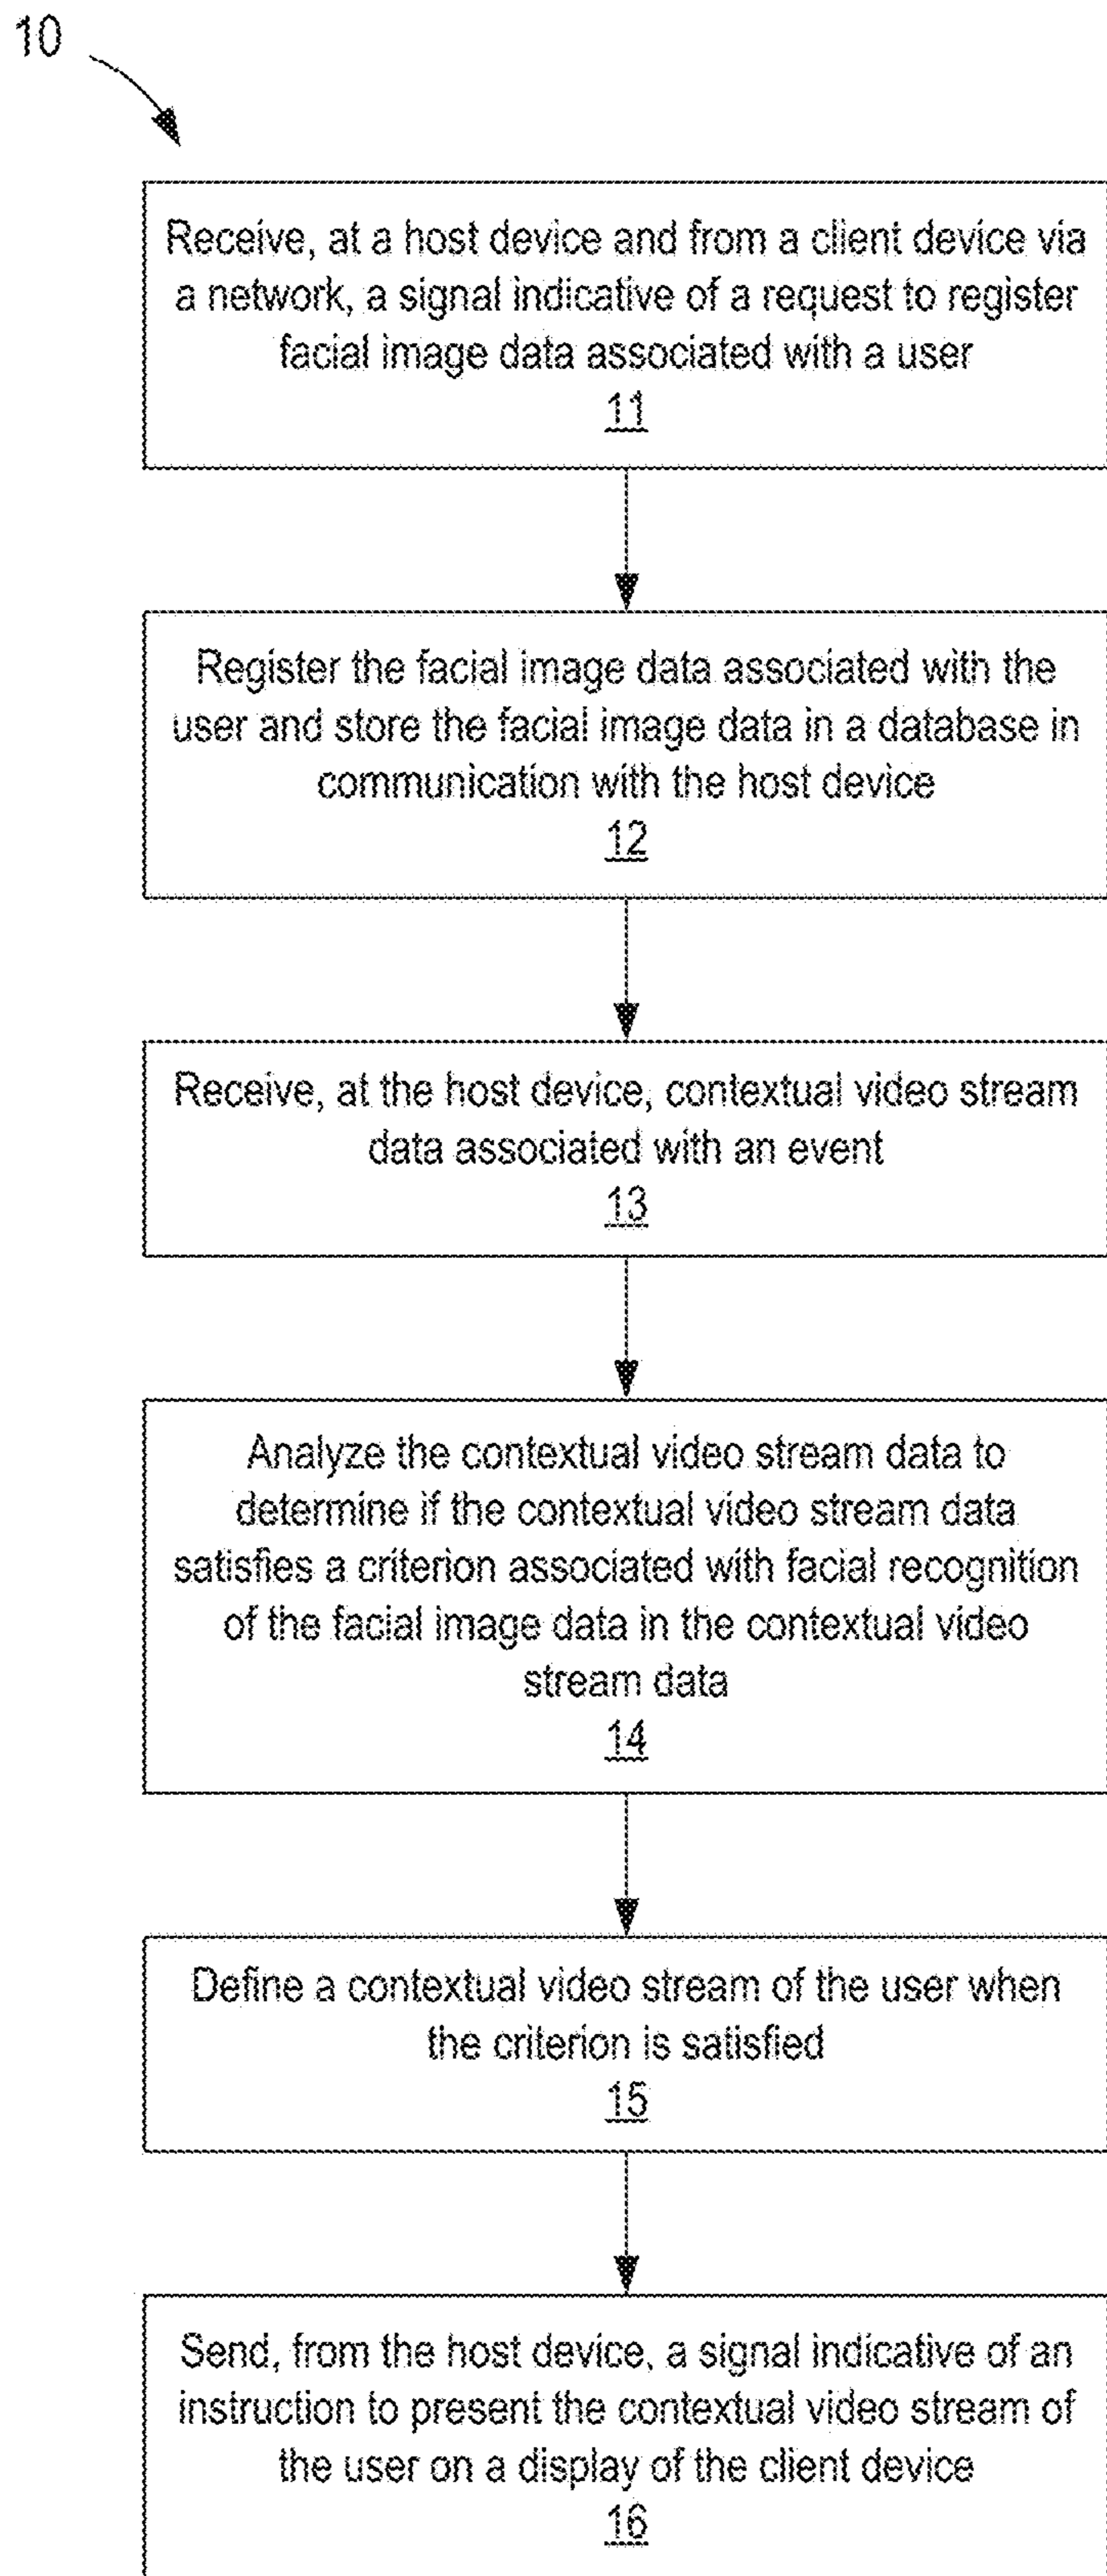 10
Receive, at a host device and from a client device via
a network, a signal indicative of a request to register
facial image data associated with a user
11
Register the facial image data associated with the
user and store the facial image data in a database in
communication with the host device
12
Receive, at the host device, contextual video stream
data associated with an event
13
Analyze the contextual video stream data to
determine if the contextual video stream data
satisfies a criterion associated with facial recognition
of the facial image data in the contextual video
stream data
14
Define a contextual video stream of the user when
the criterion is satisfied
15
Send, from the host device, a signal indicative of an
instruction to present the contextual video stream of
the user on a display of the client device
16